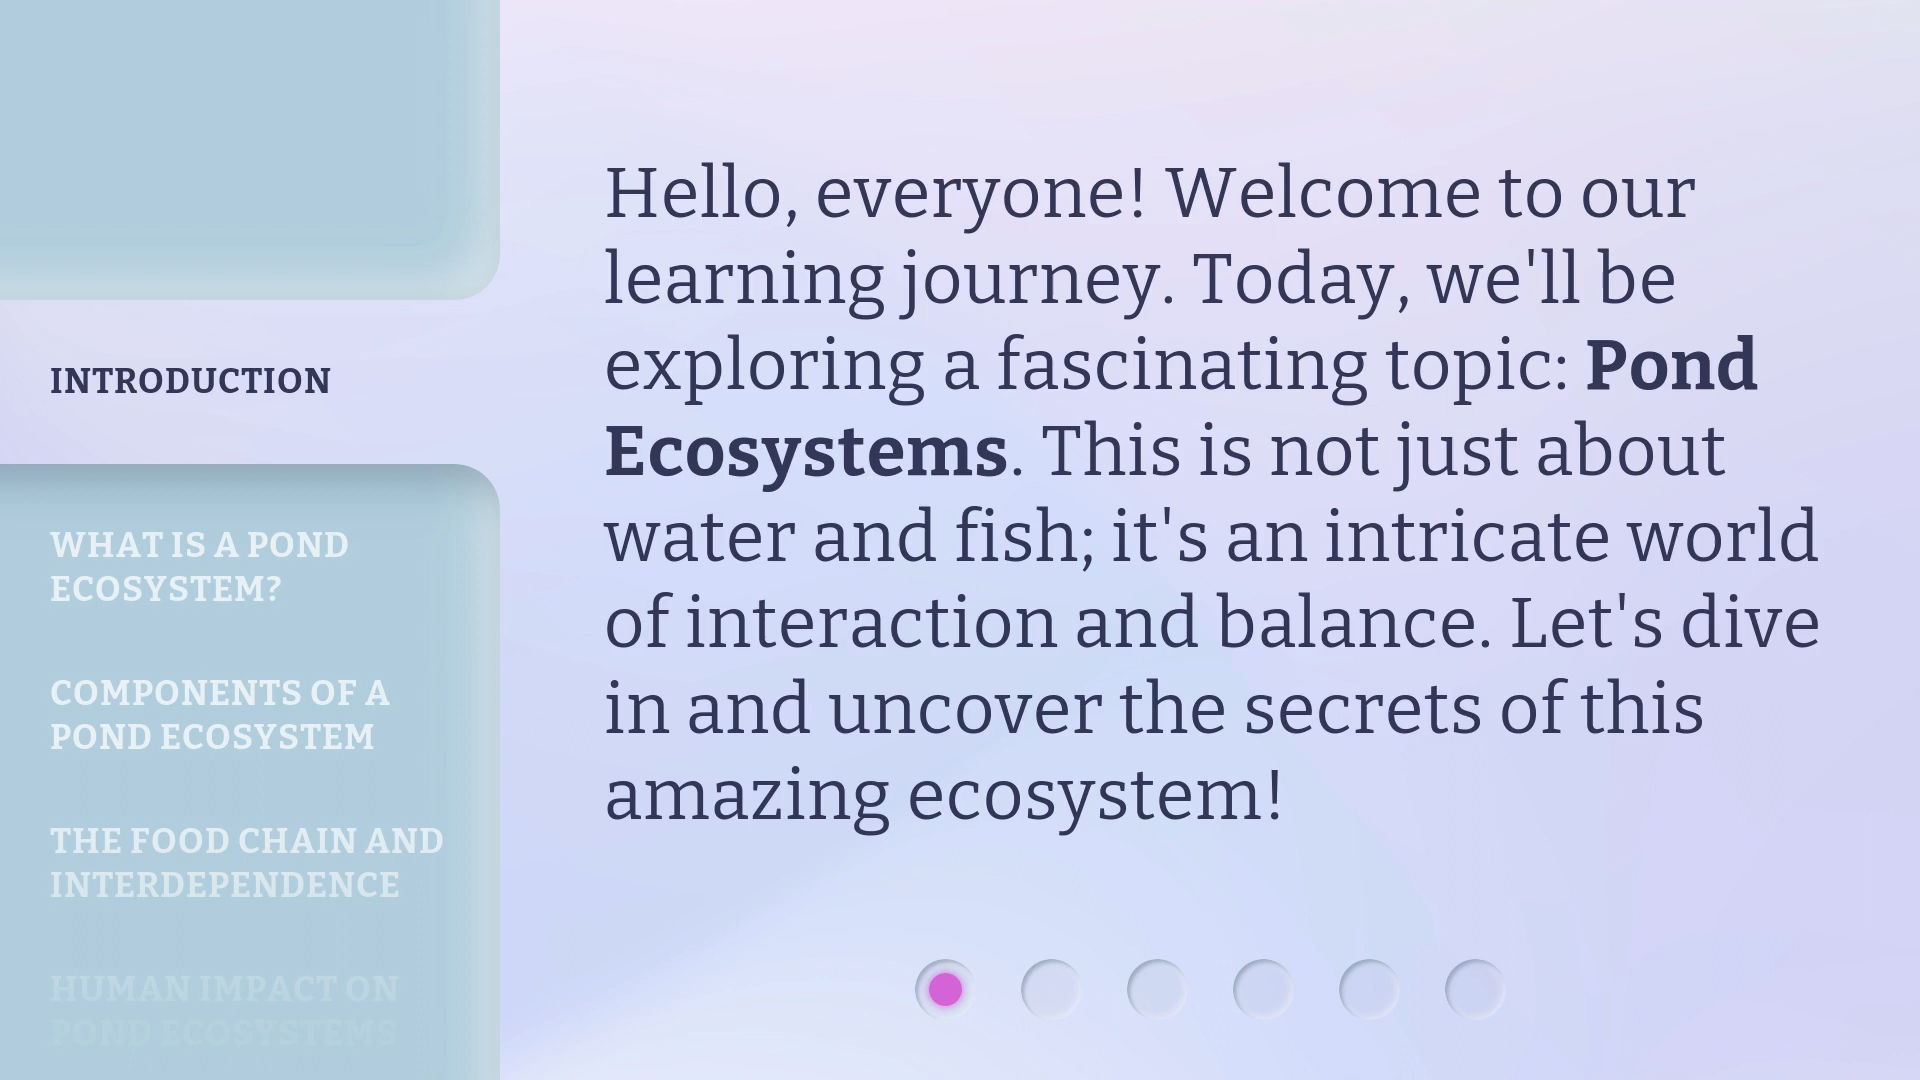 INTRODUCTION
WHAT IS A POND
ECOSYSTEM?
COMPONENTS OF A
POND ECOSYSTEM
THE FOOD CHAIN AND
INTERDEPENDENCE
HUMAN IMPACT ON
POND ECOSYSTEMS
Hello, everyone! Welcome to our
learning journey. Today, we'll be
exploring a fascinating topic: Pond
Ecosystems. This is not just about
water and fish; it's an intricate world
of interaction and balance. Let's dive
in and uncover the secrets of this
amazing ecosystem!